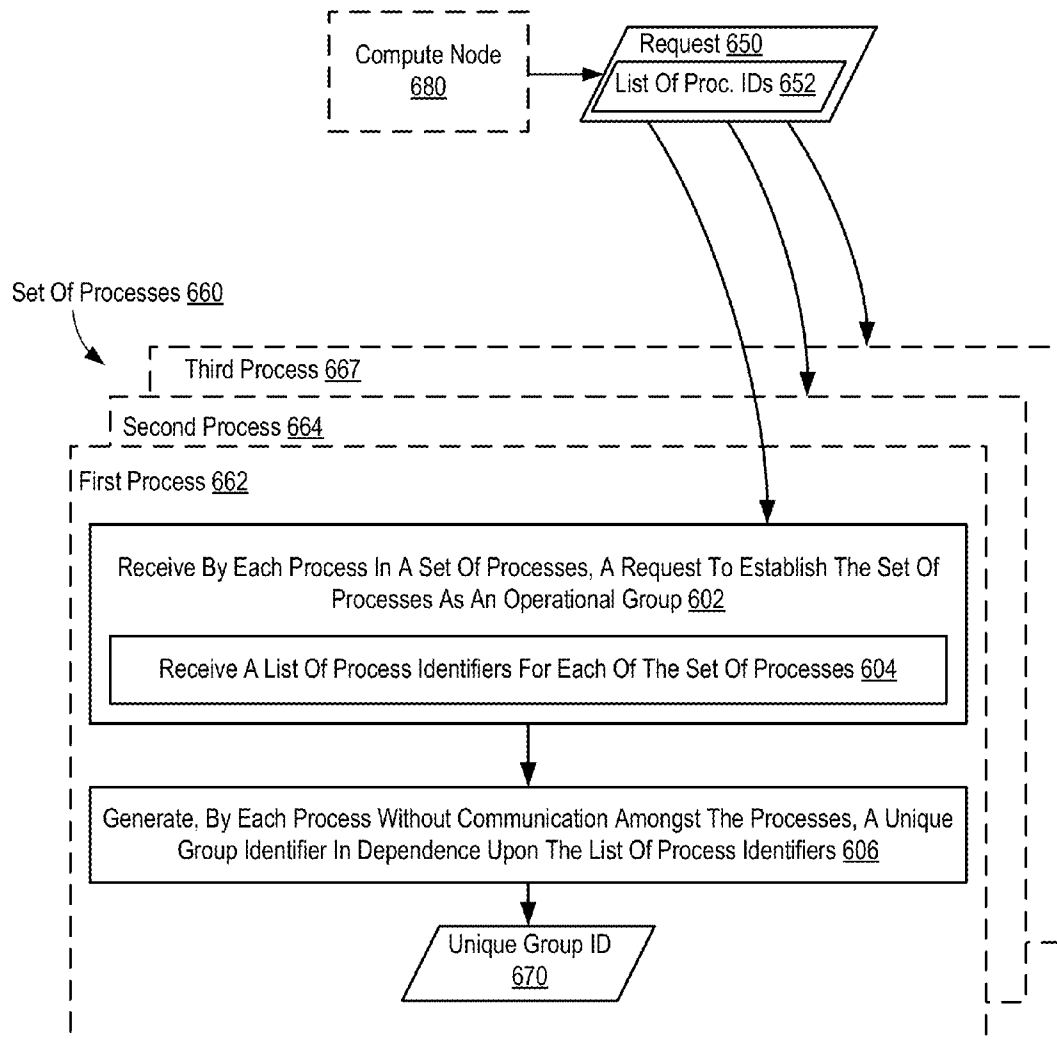 Compute Node
680
Request 650
List Of Proc. IDs 652
Set Of Processes 660
Third Process 667
Second Process 664
First Process 662
Receive By Each Process In A Set Of Processes, A Request To Establish The Set Of
Processes As An Operational Group 602
Receive A List Of Process Identifiers For Each Of The Set Of Processes 604
Generate, By Each Process Without Communication Amongst The Processes, A Unique
Group Identifier In Dependence Upon The List Of Process Identifiers 606
Unique Group ID
670